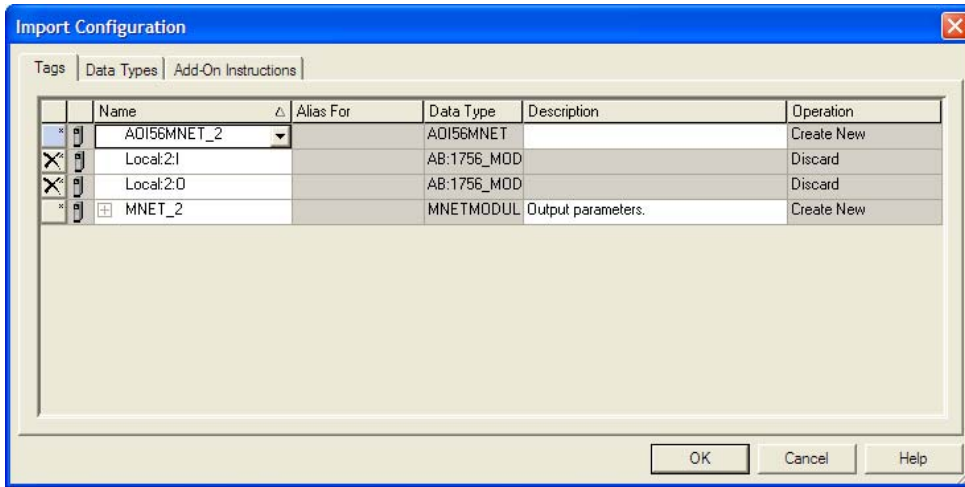 Import Configuration
Tags Data Types Add-On Instructions
Name Alias For Data Type Description Operation
AOI56MNET_2 AOI56MNET Create New
Local:2:I AB:1756_MOD Discard
Local:2:O AB:1756_MOD Discard
MNET_2 MNETMODUL Output parameters. Create New
OK Cancel Help